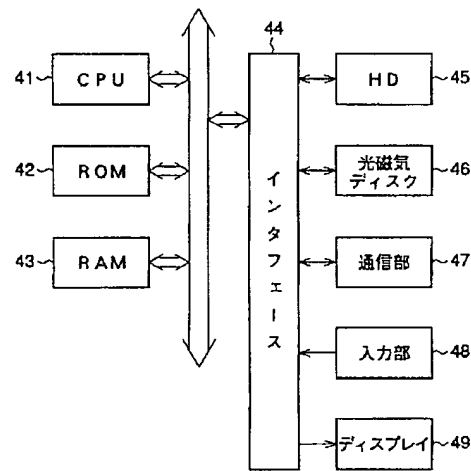 44
41
CPU
HD
45
42
ROM
光磁気
ディスク
46
インタフェース
43
RAM
通信部
47
入力部
48
ディスプレイ
49